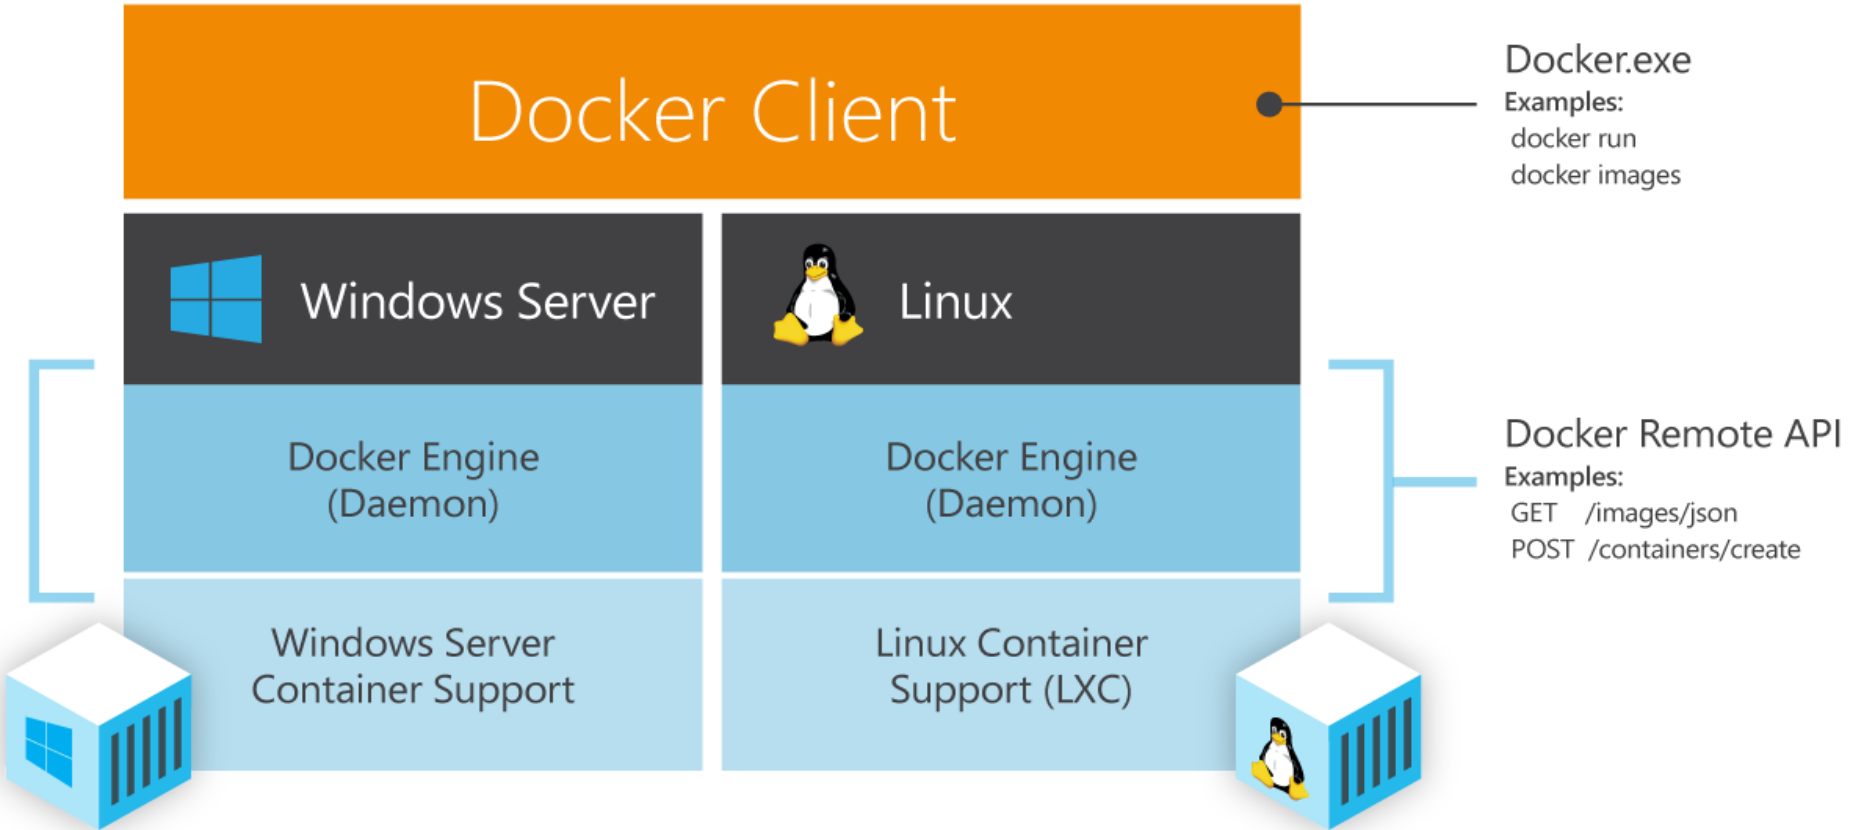 Docker Client
Docker.exe
Examples:
docker run
docker images
Windows Server
Linux
Docker Engine
(Daemon)
Docker Engine
(Daemon)
Docker Remote API
Examples:
GET /images/json
POST /containers/create
Windows Server
Container Support
Linux Container
Support (LXC)